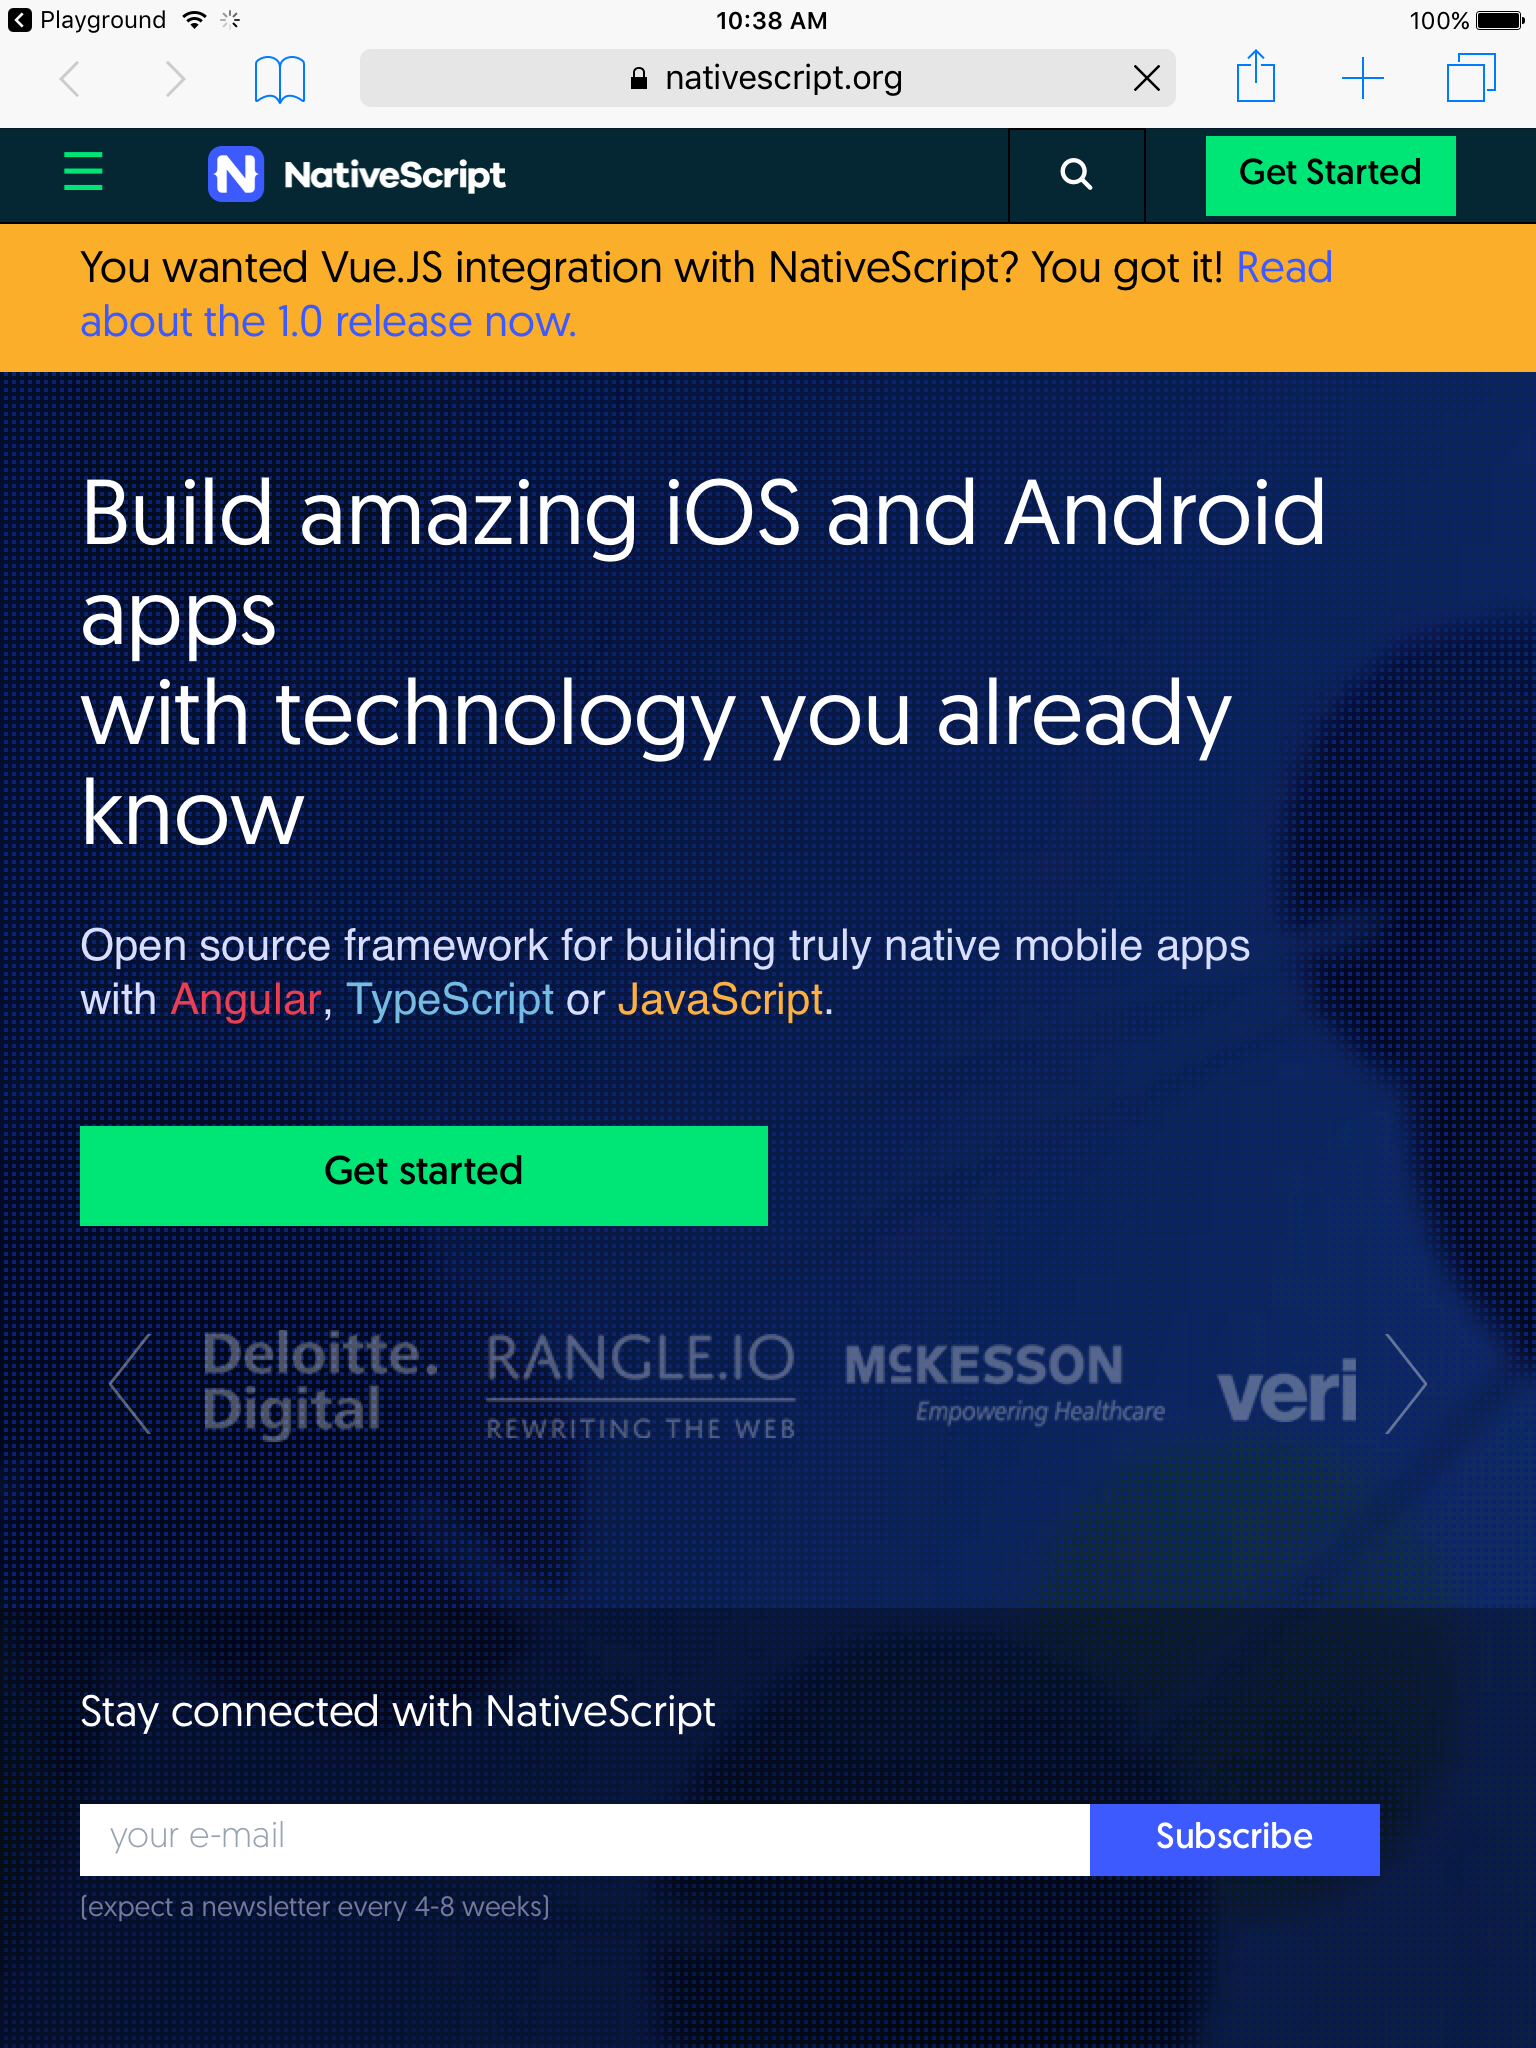 Playground
10:38 AM
100%
nativescript.org
N NativeScript
Get Started
You wanted Vue.JS integration with NativeScript? You got it! Read
about the 1.0 release now.
Build amazing iOS and Android
apps
with technology you already
know
Open source framework for building truly native mobile apps
with Angular, TypeScript or JavaScript.
Get started
Deloitte.
Digital
RANGLE.IO
REWRITING THE WEB
McKESSON
Empowering Healthcare
veri
Stay connected with NativeScript
your e-mail
Subscribe
(expect a newsletter every 4-8 weeks)